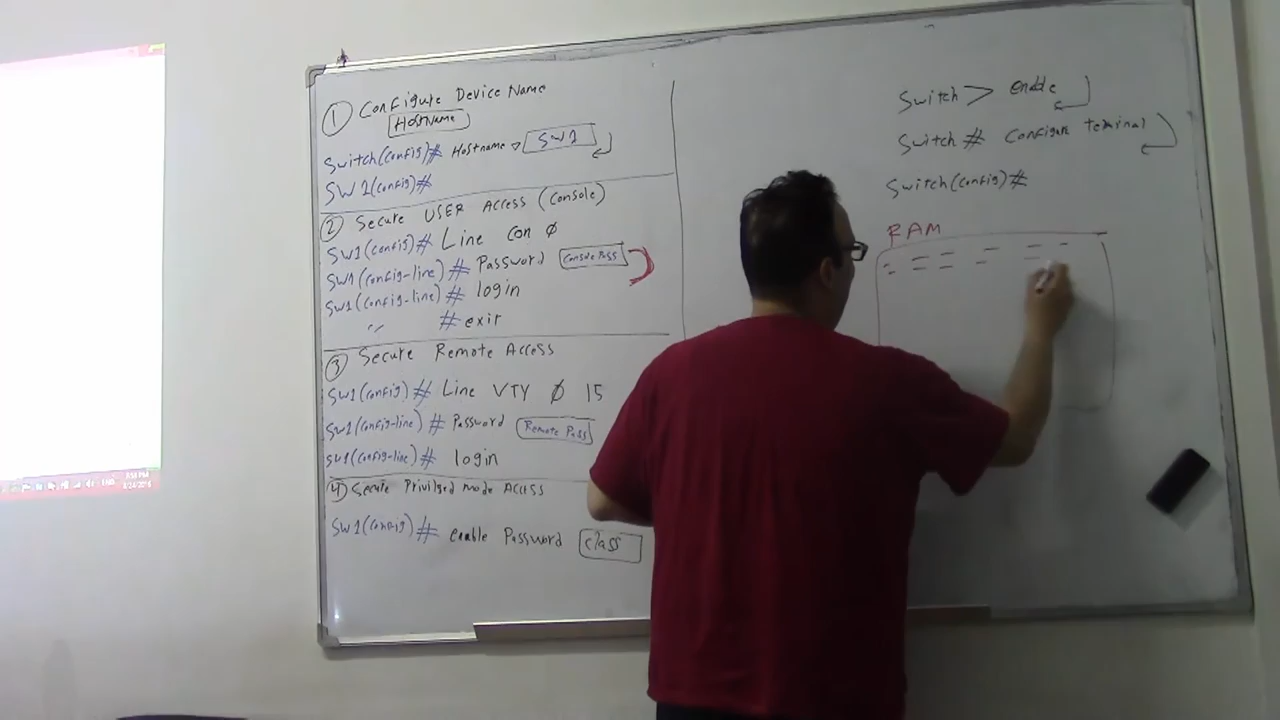 ① Configure Device Name
HostName
Switch(config)# Hostname SW1
SW1(config)#
② Secure USER Access (console)
SW1(config)# Line con 0
SW1(config-line)# Password ConsolePass
SW1(config-line)# login
〃 # exit
③ Secure Remote Access
SW1(config)# Line VTY 0 15
SW1(config-line)# Password Remote Pass
SW1(config-line)# login
4) Secure Privilged mode Access
SW1(config)# enable Password class
Switch> enable
Switch# Configure terminal
Switch(config)#
RAM